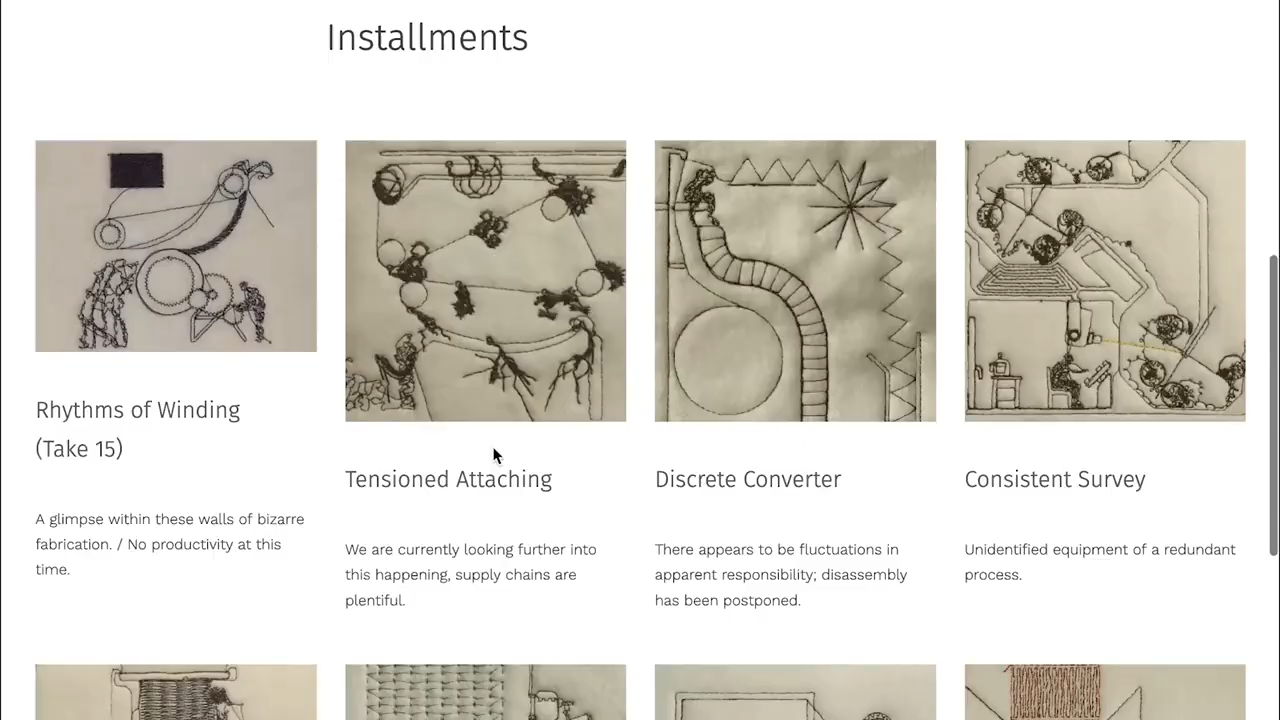 Installments
Rhythms of Winding
(Take 15)
A glimpse within these walls of bizarre
fabrication. / No productivity at this
time.
Tensioned Attaching
We are currently looking further into
this happening, supply chains are
plentiful.
Discrete Converter
There appears to be fluctuations in
apparent responsibility; disassembly
has been postponed.
Consistent Survey
Unidentified equipment of a redundant
process.